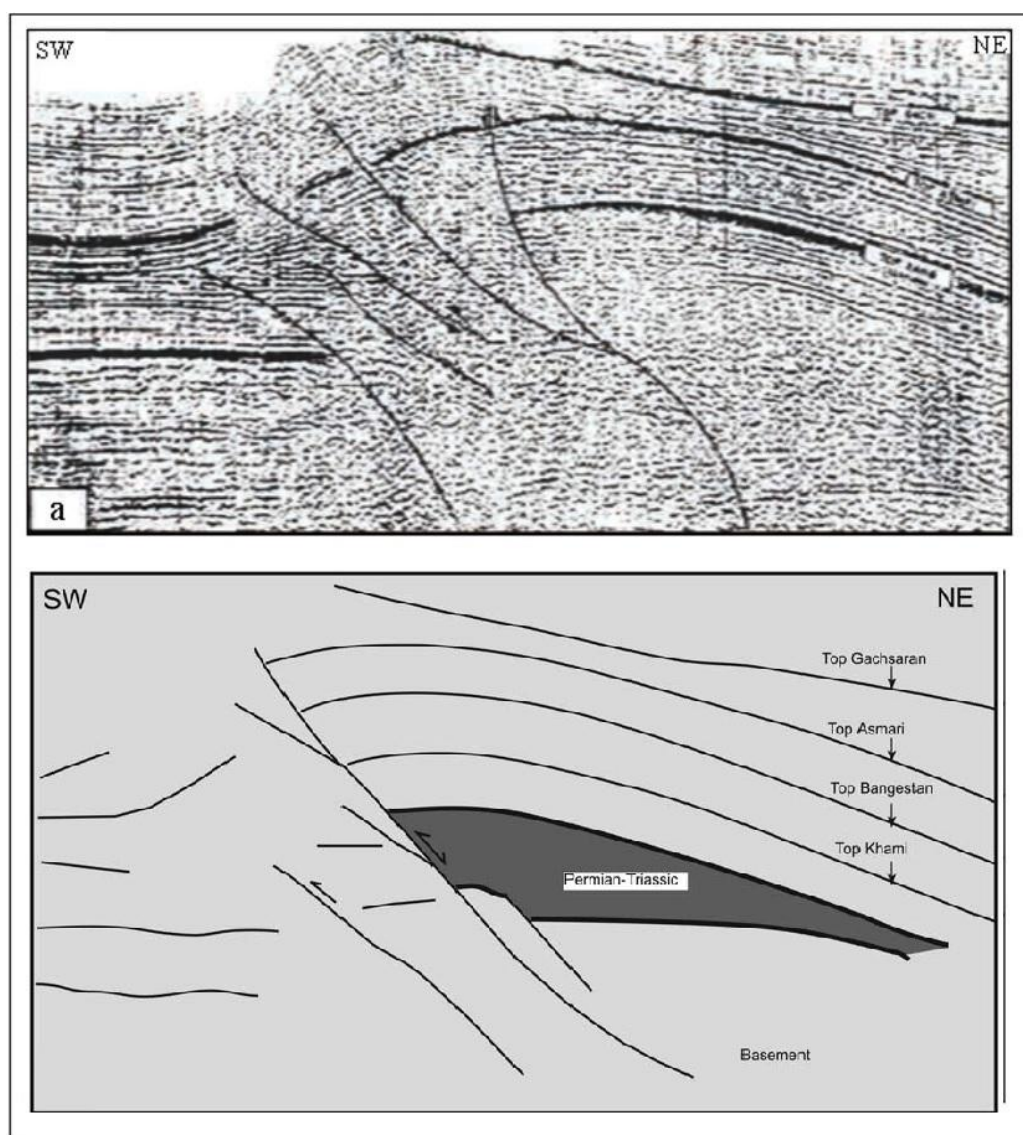 SW
NE
a
SW
NE
Top Gachsaran
Top Asmari
Top Bangestan
Top Khami
Permian-Triassic
Basement